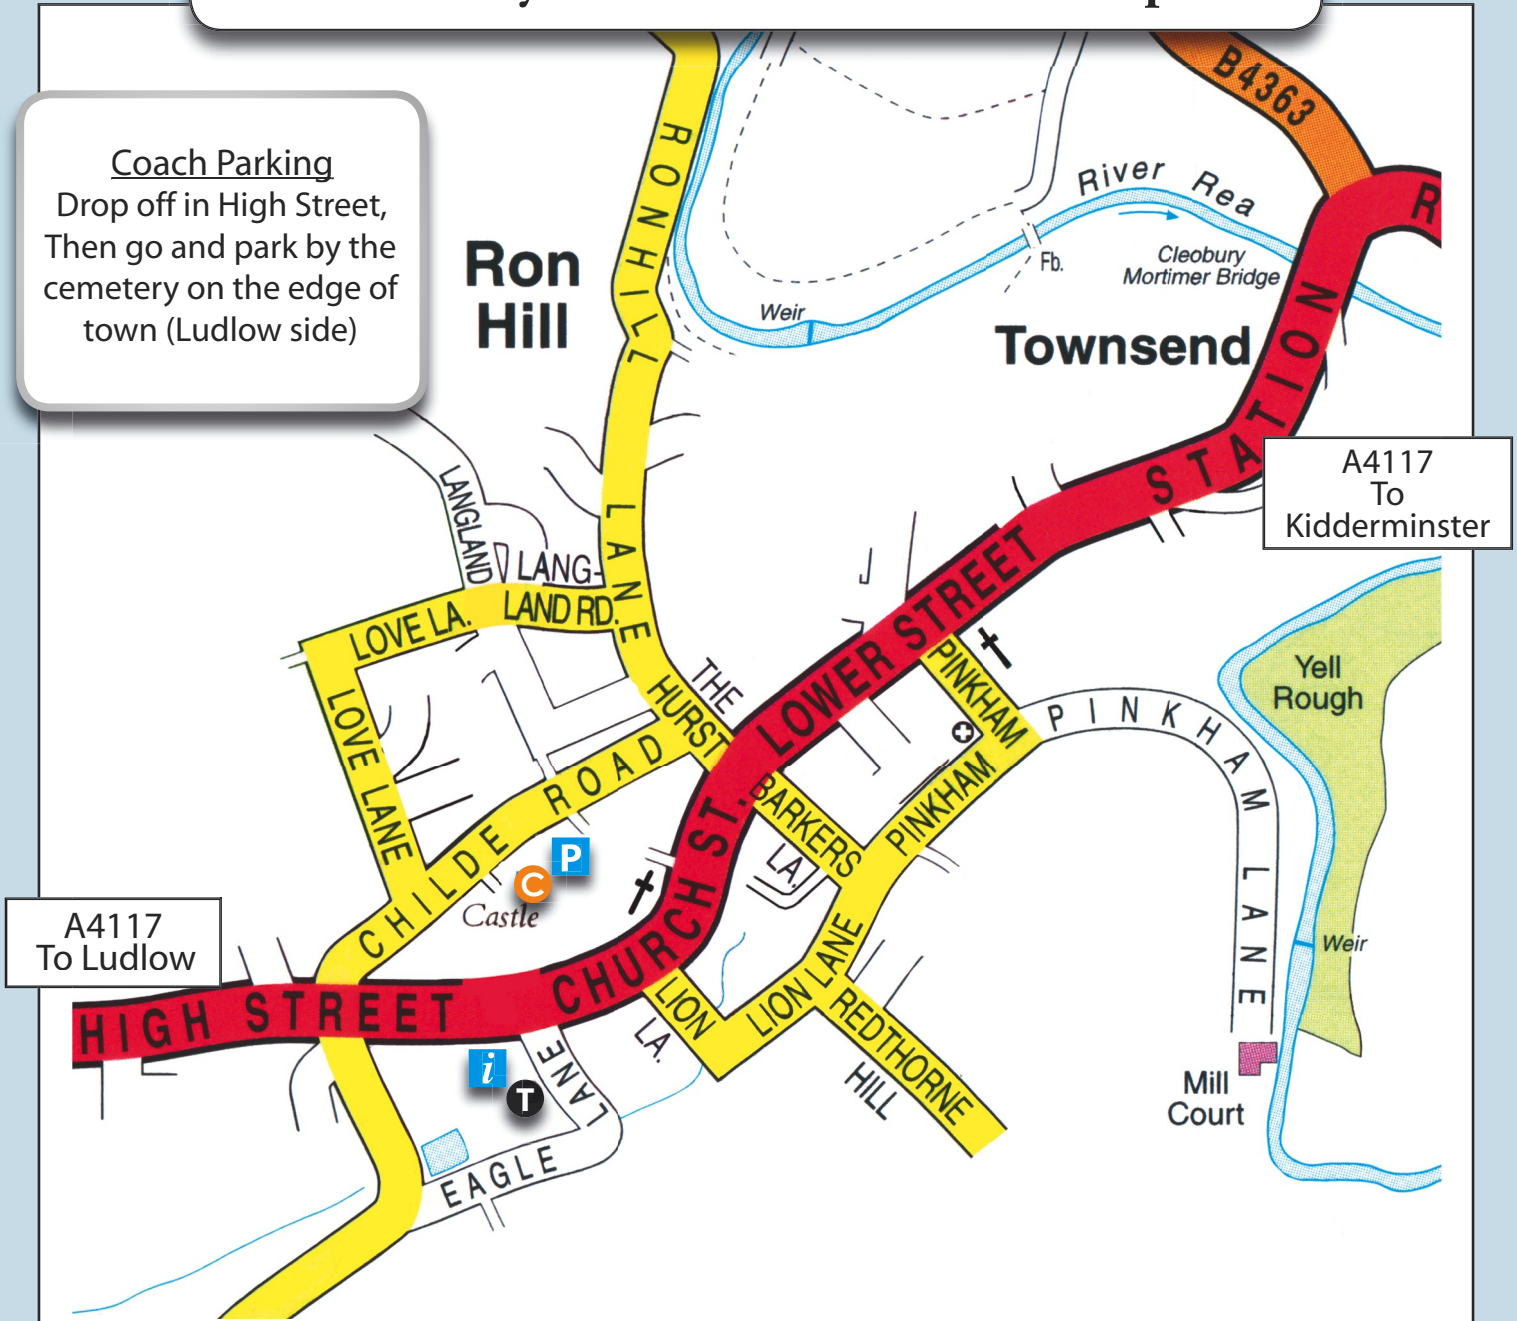 Coach Parking
Drop off in High Street,
Then go and park by the
cemetery on the edge of
town (Ludlow side)
B4363
RONHILL
LANE
River Rea
Ron
Hill
Cleobury
Mortimer Bridge
Fb.
Weir
Townsend
STATION
R
A4117
To
Kidderminster
LANGLAND
LANG-
LAND RD.
LOVE LA.
LOVE LANE
THE
HURST
LOWER STREET
PINKHAM
PINKHAM
PINKHAM LANE
Yell
Rough
CHILDE ROAD
BARKERS
LA.
P
C
Castle
CHURCH ST.
A4117
To Ludlow
HIGH STREET
LION
LA.
LION LANE
REDTHORNE
HILL
Weir
i
T
EAGLE
LANE
Mill
Court